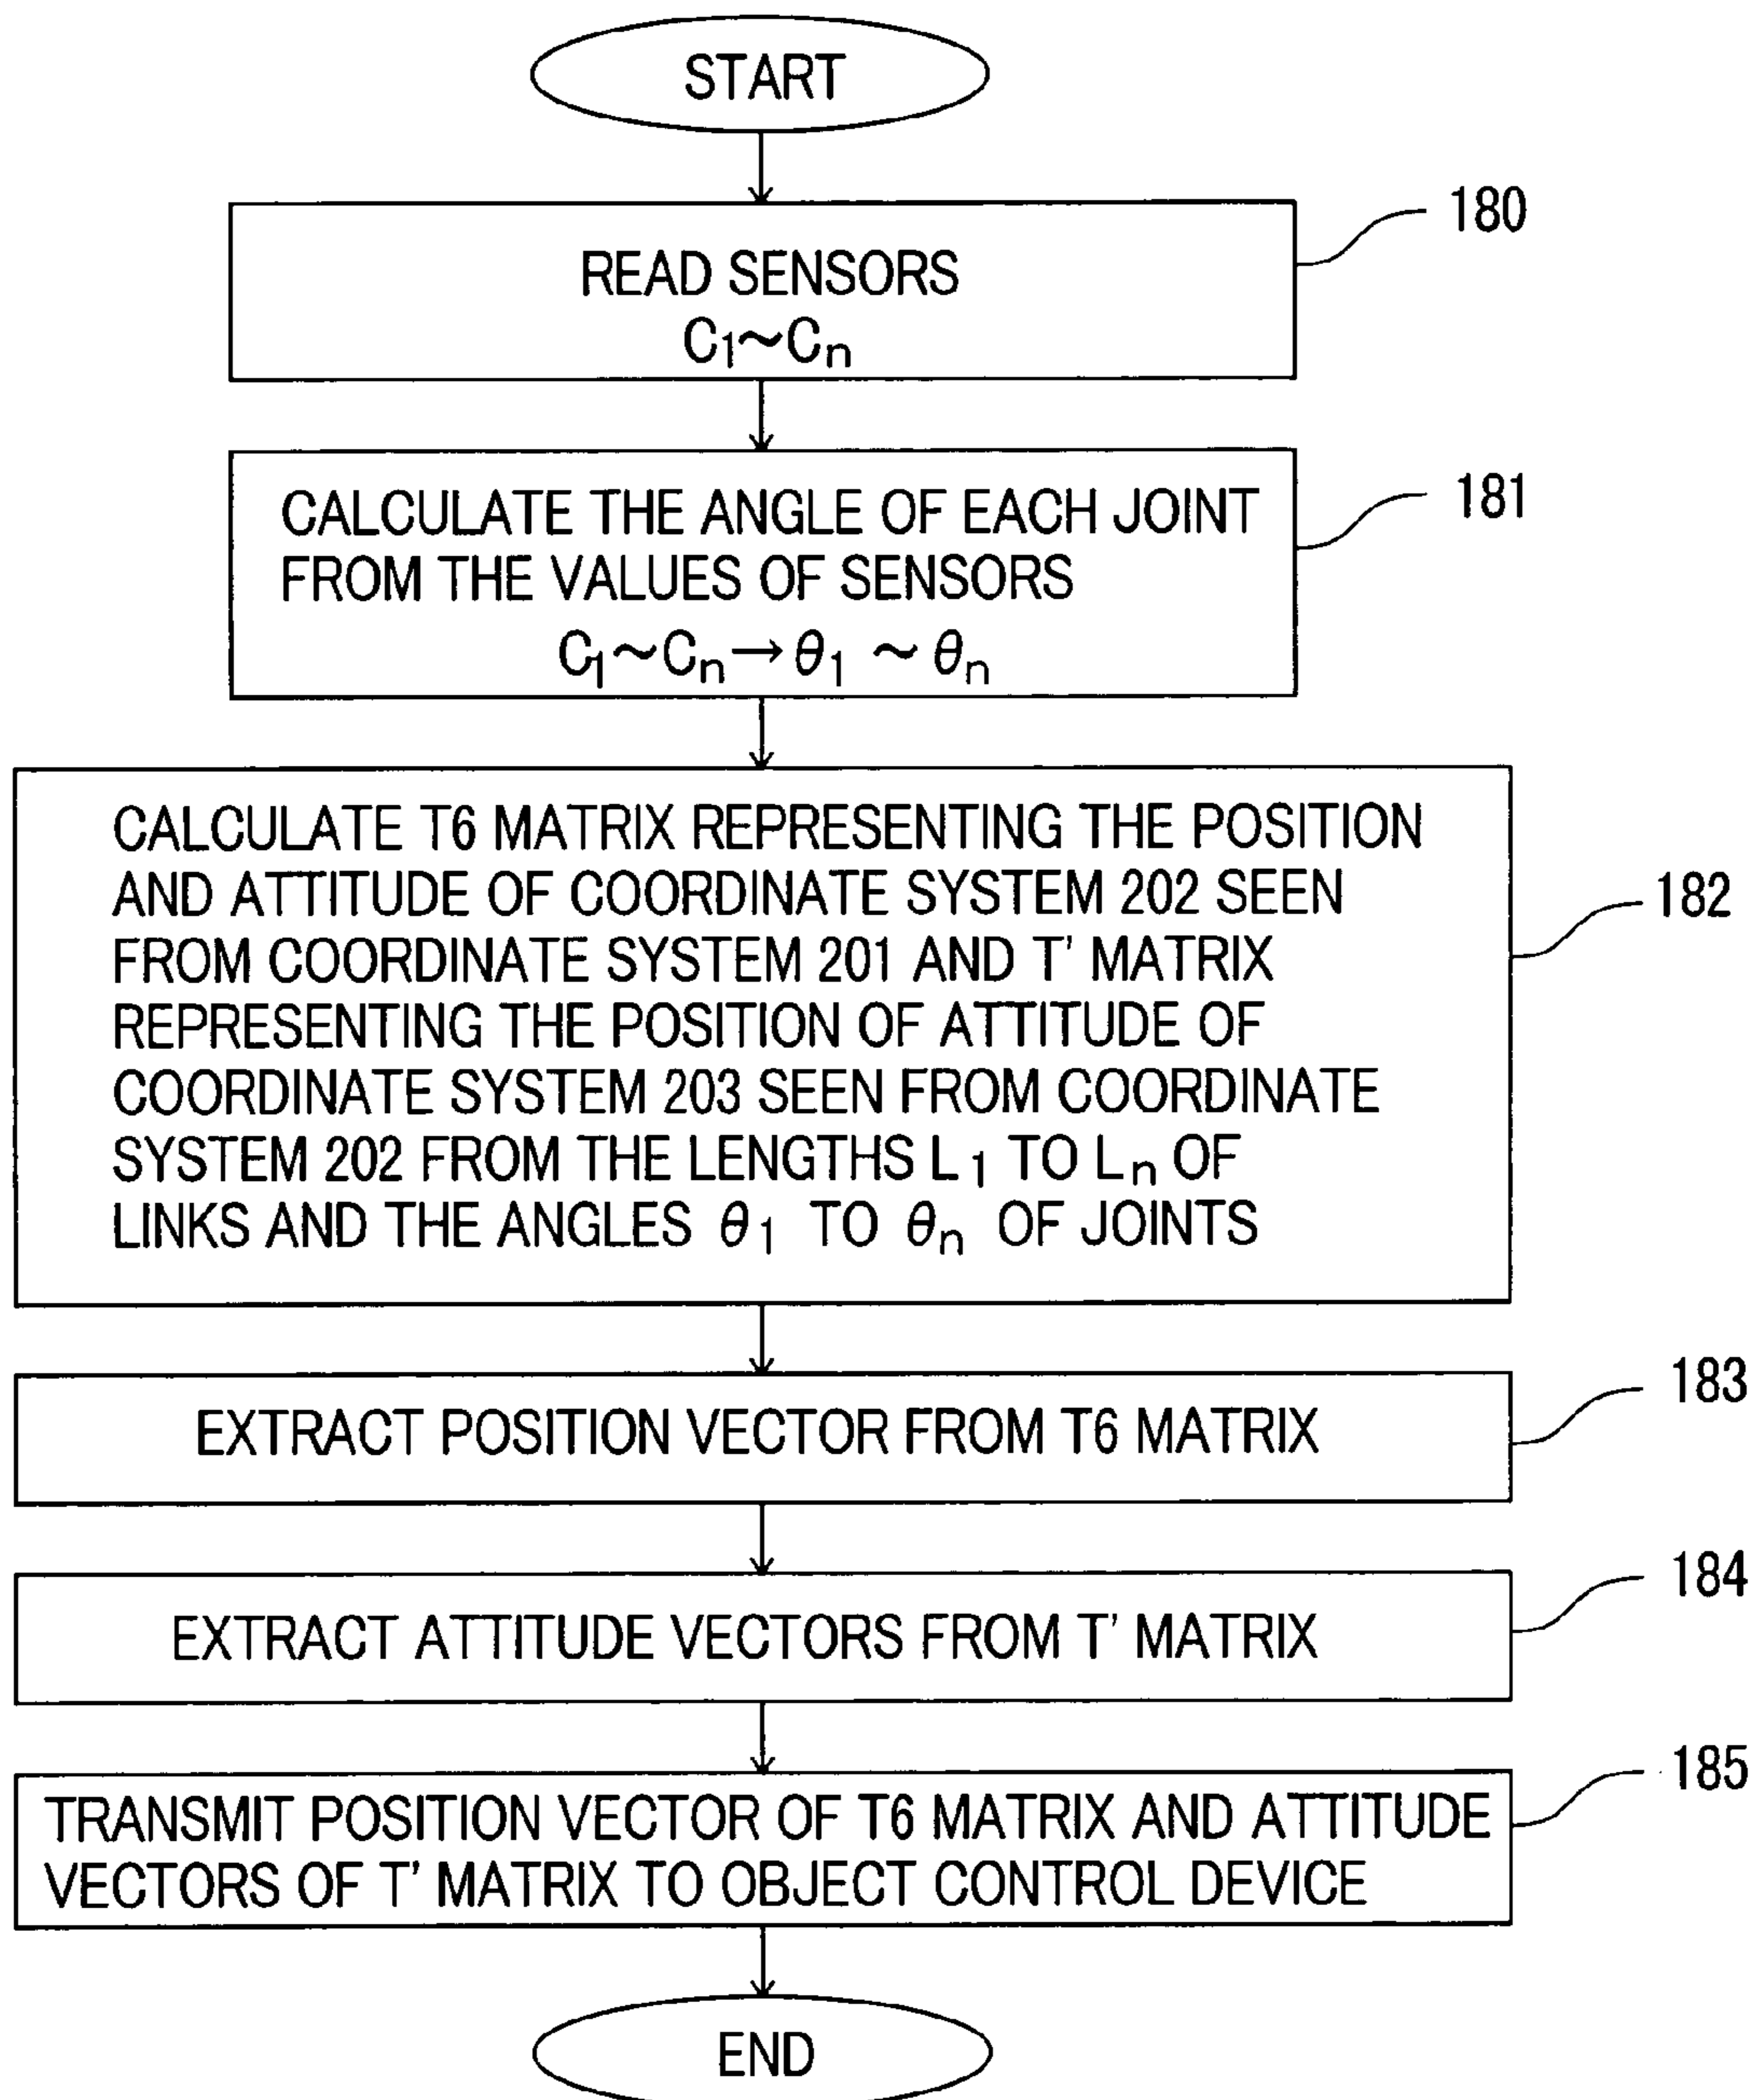 START
180
READ SENSORS
C1~Cn
181
CALCULATE THE ANGLE OF EACH JOINT
FROM THE VALUES OF SENSORS
C1~Cn→θ1 ~θn
CALCULATE T6 MATRIX REPRESENTING THE POSITION
AND ATTITUDE OF COORDINATE SYSTEM 202 SEEN
182
FROM COORDINATE SYSTEM 201 AND T' MATRIX
REPRESENTING THE POSITION OF ATTITUDE OF
COORDINATE SYSTEM 203 SEEN FROM COORDINATE
SYSTEM 202 FROM THE LENGTHS L1 TO Ln OF
LINKS AND THE ANGLES θ1 TO θn OF JOINTS
183
EXTRACT POSITION VECTOR FROM T6 MATRIX
184
EXTRACT ATTITUDE VECTORS FROM T' MATRIX
185
TRANSMIT POSITION VECTOR OF T6 MATRIX AND ATTITUDE
VECTORS OF T' MATRIX TO OBJECT CONTROL DEVICE
END